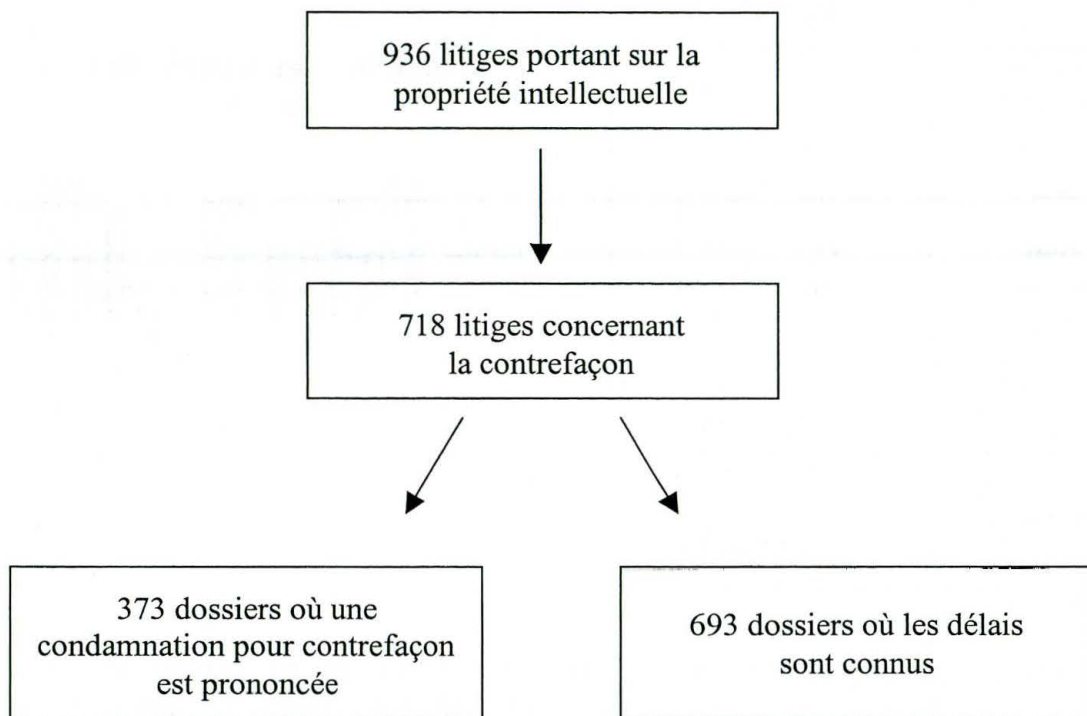 936 litiges portant sur la
propriété intellectuelle
718 litiges concernant
la contrefaçon
373 dossiers où une
condamnation pour contrefaçon
est prononcée
693 dossiers où les délais
sont connus